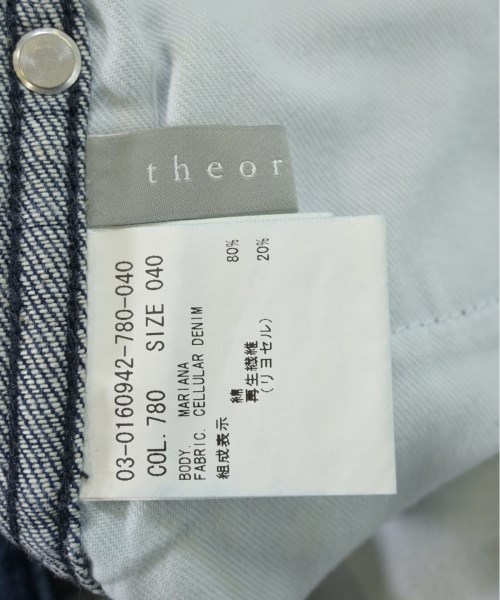 theor
03-0160942-780-040
COL. 780 SIZE 040
BODY. MARIANA
FABRIC. CELLULAR DENIM
組成表示
綿 80%
再生繊維 20%
(リヨセル)